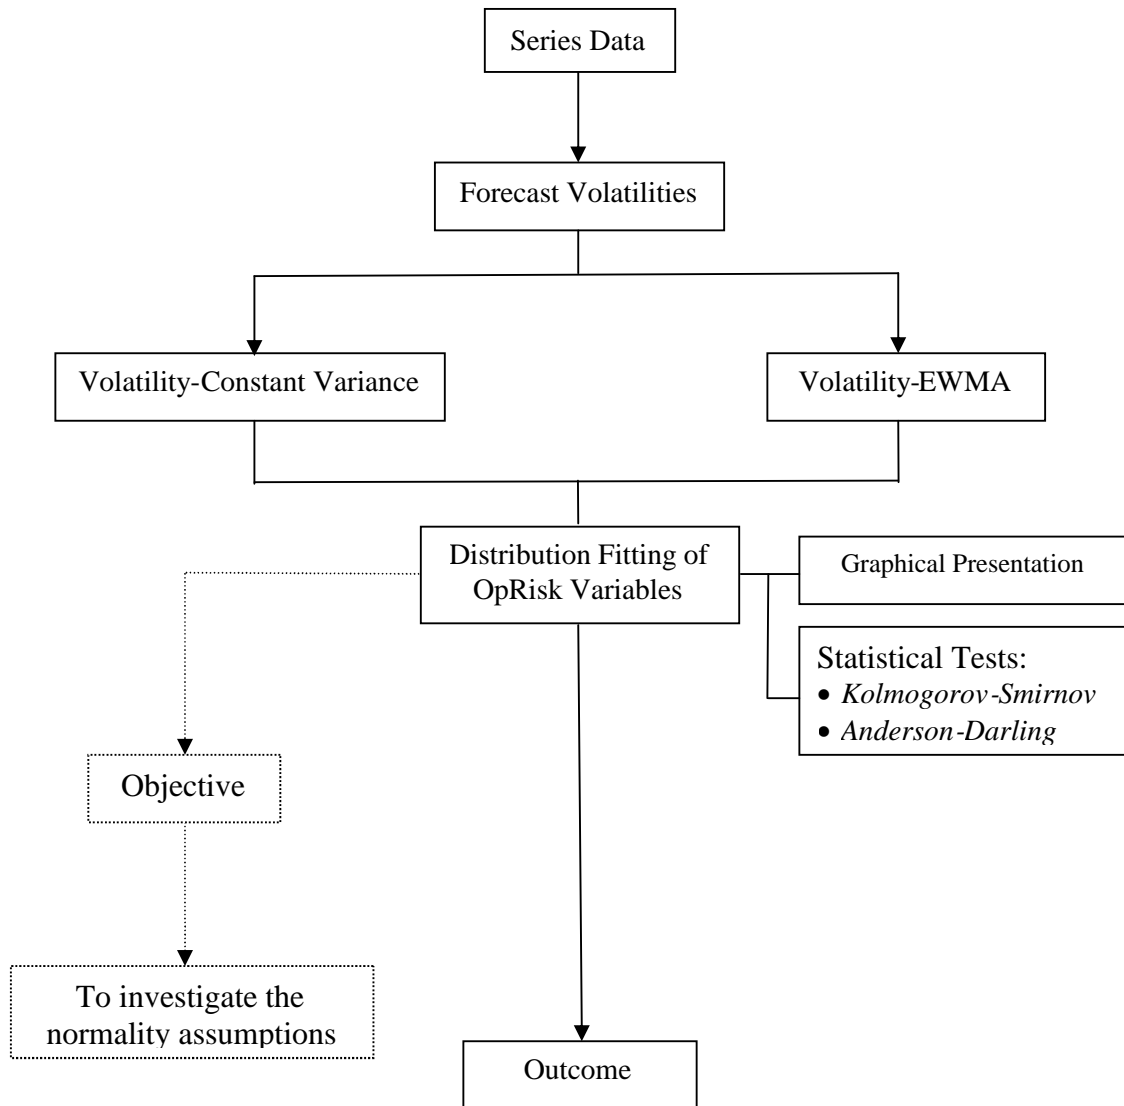 Series Data
Forecast Volatilities
Volatility-Constant Variance
Volatility-EWMA
Distribution Fitting of
OpRisk Variables
Graphical Presentation
Statistical Tests:
• Kolmogorov-Smirnov
• Anderson-Darling
Objective
To investigate the
normality assumptions
Outcome